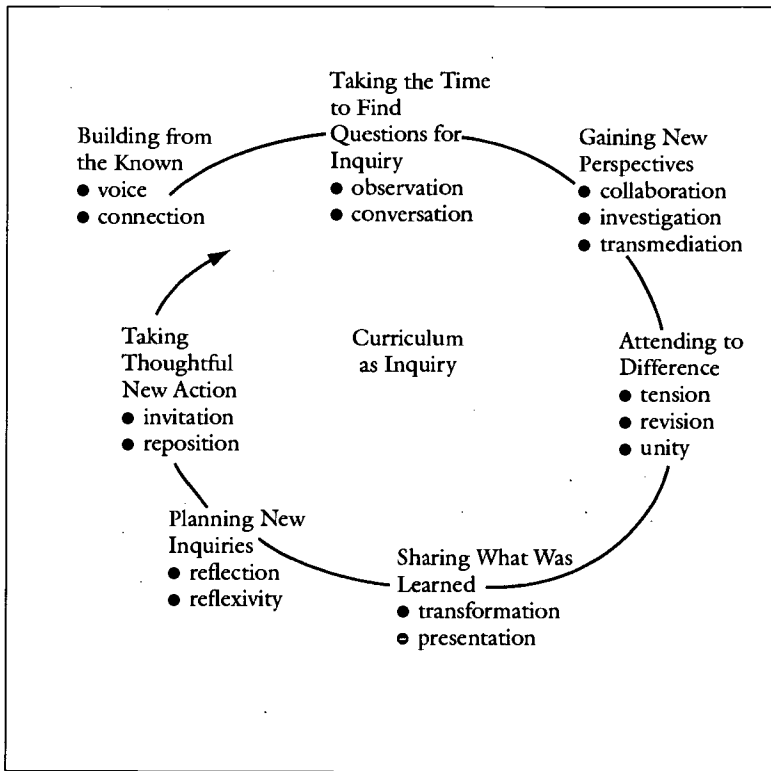 Taking the Time
to Find
Questions for
Inquiry
● observation
● conversation
Building from
the Known
● voice
● connection
Gaining New
Perspectives
● collaboration
● investigation
● transmediation
Attending to
Difference
● tension
● revision
● unity
Sharing What Was
Learned
● transformation
● presentation
Planning New
Inquiries
● reflection
● reflexivity
Taking
Thoughtful
New Action
● invitation
● reposition
Curriculum
as Inquiry